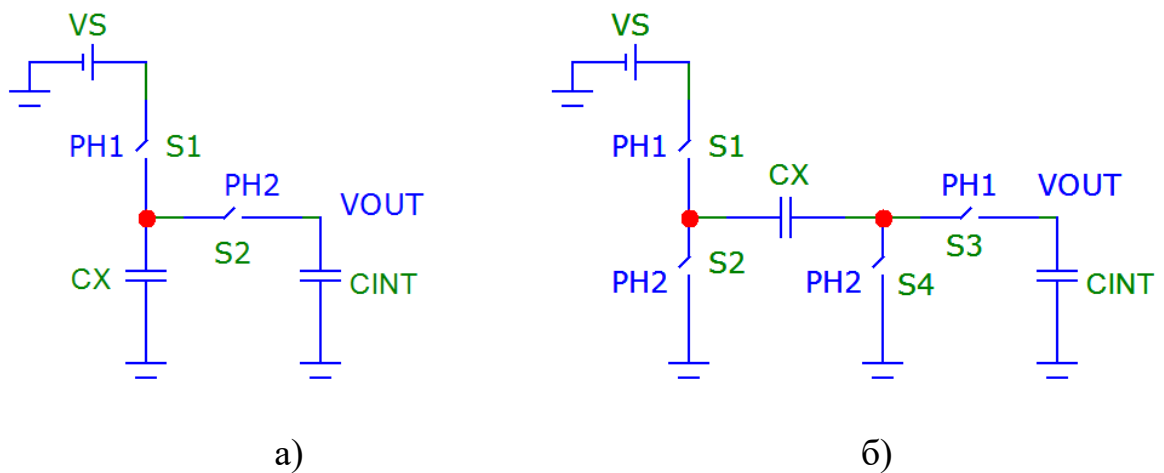 VS
PH1 S1
PH2
VOUT
S2
CX
CINT
а)
VS
PH1 S1
CX
PH1
VOUT
S2
S3
PH2
PH2 S4
CINT
б)